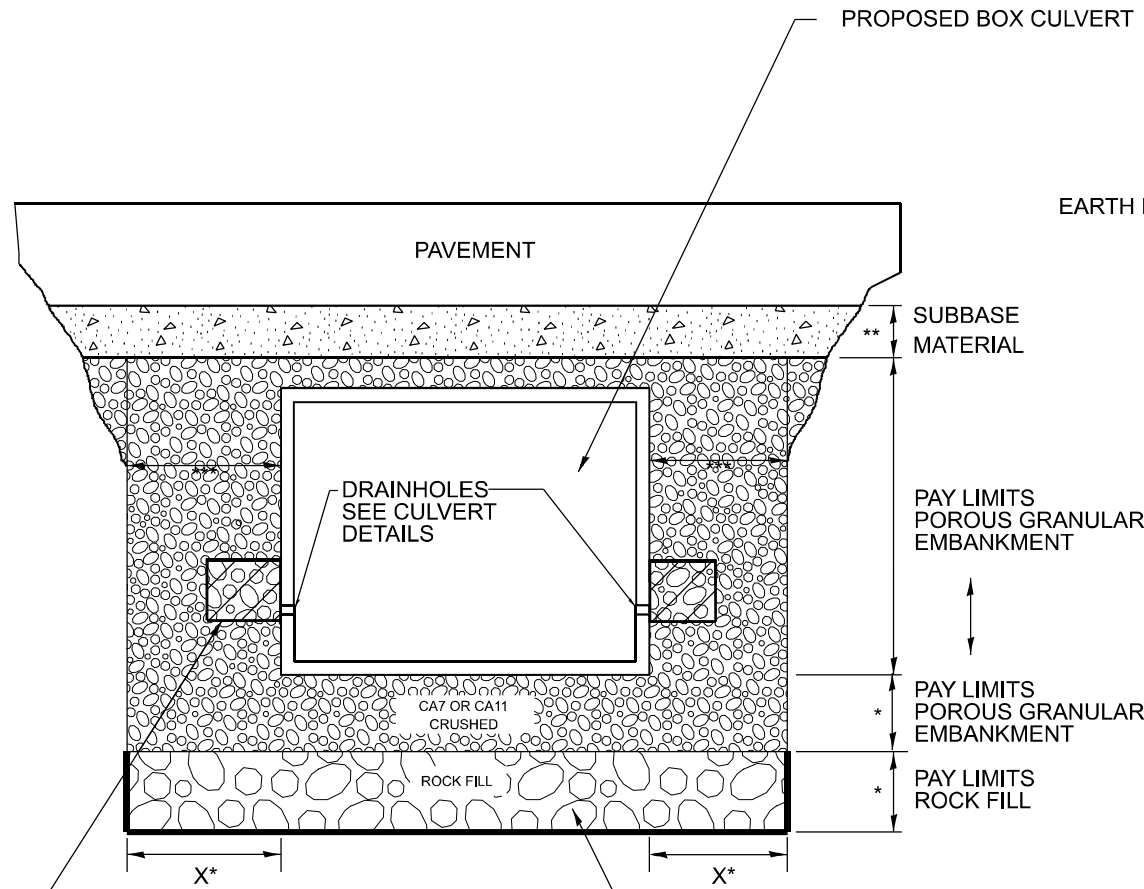 PROPOSED BOX CULVERT
EARTH
PAVEMENT
**
SUBBASE
MATERIAL
***
***
DRAINHOLES
SEE CULVERT
DETAILS
PAY LIMITS
POROUS GRANULAR
EMBANKMENT
CA7 OR CA11
CRUSHED
*
PAY LIMITS
POROUS GRANULAR
EMBANKMENT
ROCK FILL
*
PAY LIMITS
ROCK FILL
X*
X*